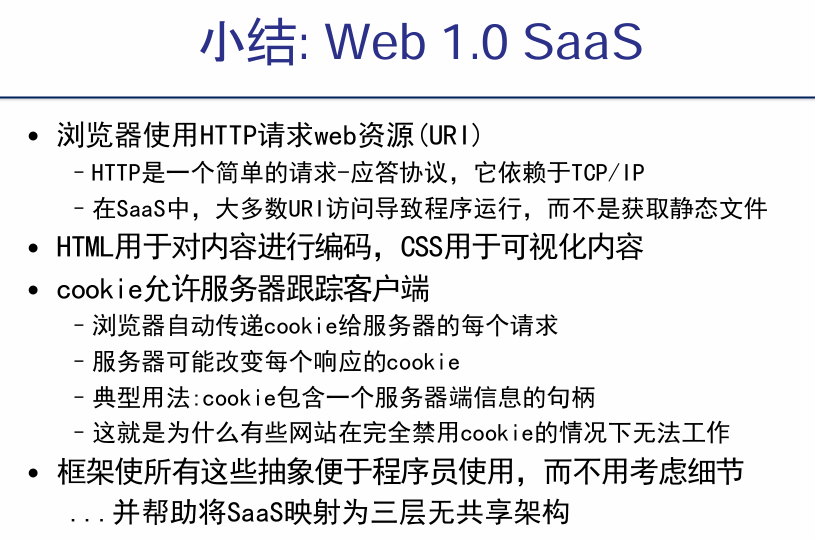 小结: Web 1.0 SaaS
• 浏览器使用HTTP请求web资源(URI)
–HTTP是一个简单的请求-应答协议，它依赖于TCP/IP
–在SaaS中，大多数URI访问导致程序运行，而不是获取静态文件
• HTML用于对内容进行编码，CSS用于可视化内容
• cookie允许服务器跟踪客户端
–浏览器自动传递cookie给服务器的每个请求
–服务器可能改变每个响应的cookie
–典型用法:cookie包含一个服务器端信息的句柄
–这就是为什么有些网站在完全禁用cookie的情况下无法工作
• 框架使所有这些抽象便于程序员使用，而不用考虑细节
...并帮助将SaaS映射为三层无共享架构